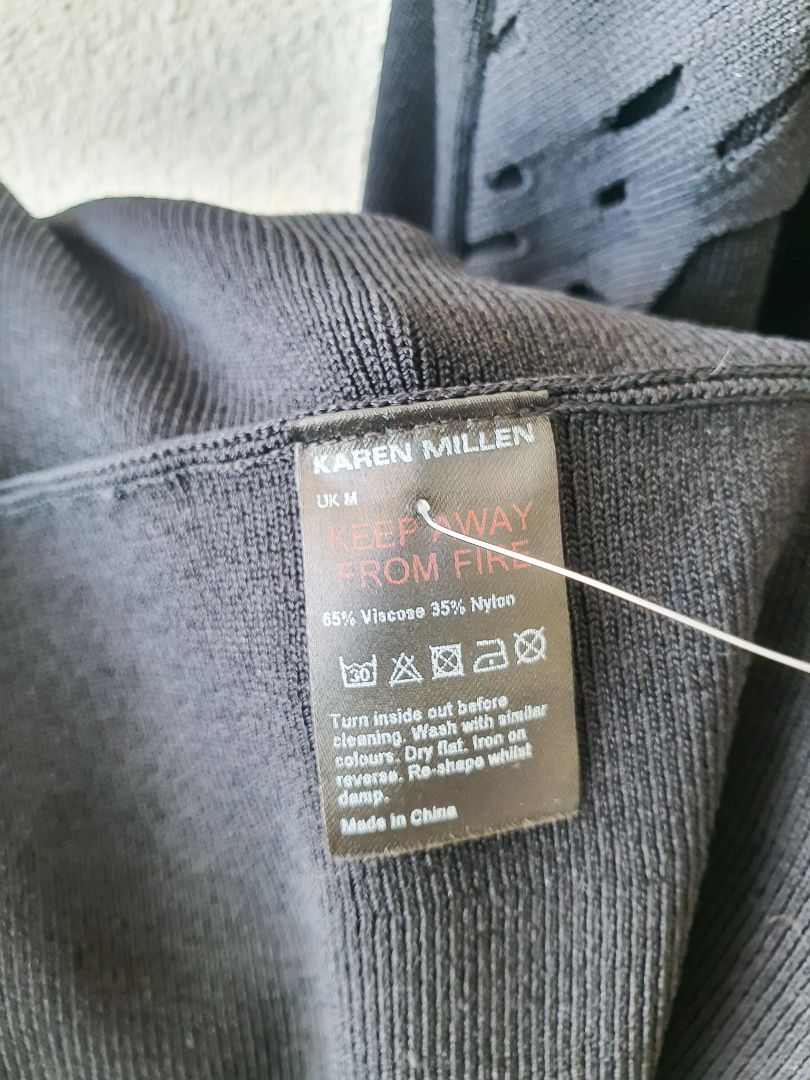 KAREN MILLEN
UK M
KEEP AWAY
FROM FIRE
65% Viscose 35% Nylon
30
Turn inside out before
cleaning. Wash with similar
colours. Dry flat. Iron on
reverse. Re-shape whilst
damp.
Made in China